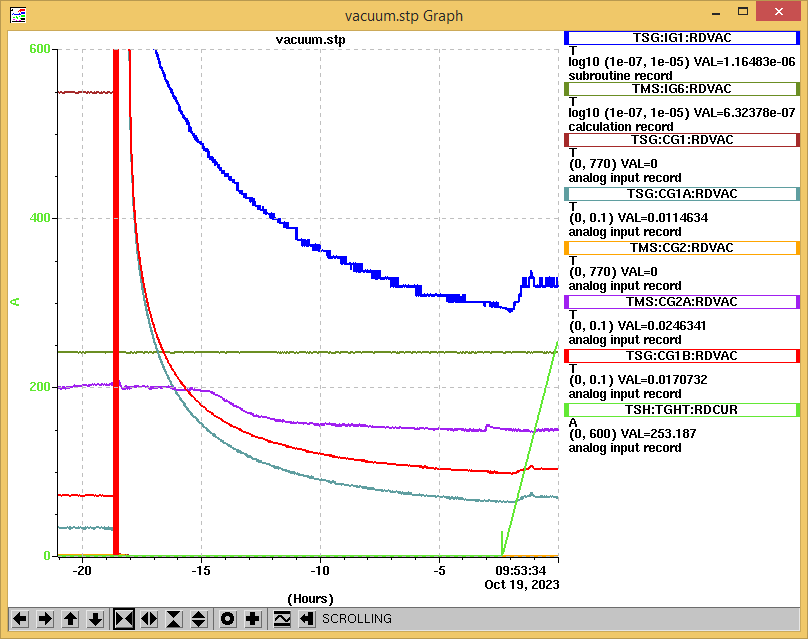 vacuum.stp Graph
vacuum.stp
600
400
200
0
A
-20
-15
-10
-5
09:53:34
Oct 19, 2023
(Hours)
TSG:IG1:RDVAC
T
log10 (1e-07, 1e-05) VAL=1.16483e-06
subroutine record
TMS:IG6:RDVAC
T
log10 (1e-07, 1e-05) VAL=6.32378e-07
calculation record
TSG:CG1:RDVAC
T
(0, 770) VAL=0
analog input record
TSG:CG1A:RDVAC
T
(0, 0.1) VAL=0.0114634
analog input record
TMS:CG2:RDVAC
T
(0, 770) VAL=0
analog input record
TMS:CG2A:RDVAC
T
(0, 0.1) VAL=0.0246341
analog input record
TSG:CG1B:RDVAC
T
(0, 0.1) VAL=0.0170732
analog input record
TSH:TGHT:RDCUR
A
(0, 600) VAL=253.187
analog input record
SCROLLING